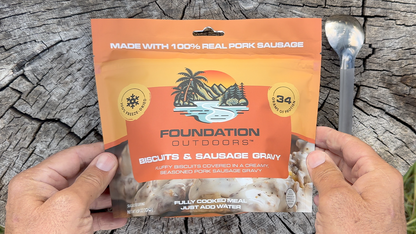 MADE WITH 100% REAL PORK SAUSAGE
34
FOUNDATION
OUTDOORS™
BISCUITS & SAUSAGE GRAVY
FLUFFY BISCUITS COVERED IN A CREAMY,
SEASONED PORK SAUSAGE GRAVY
FULLY COOKED MEAL
JUST ADD WATER